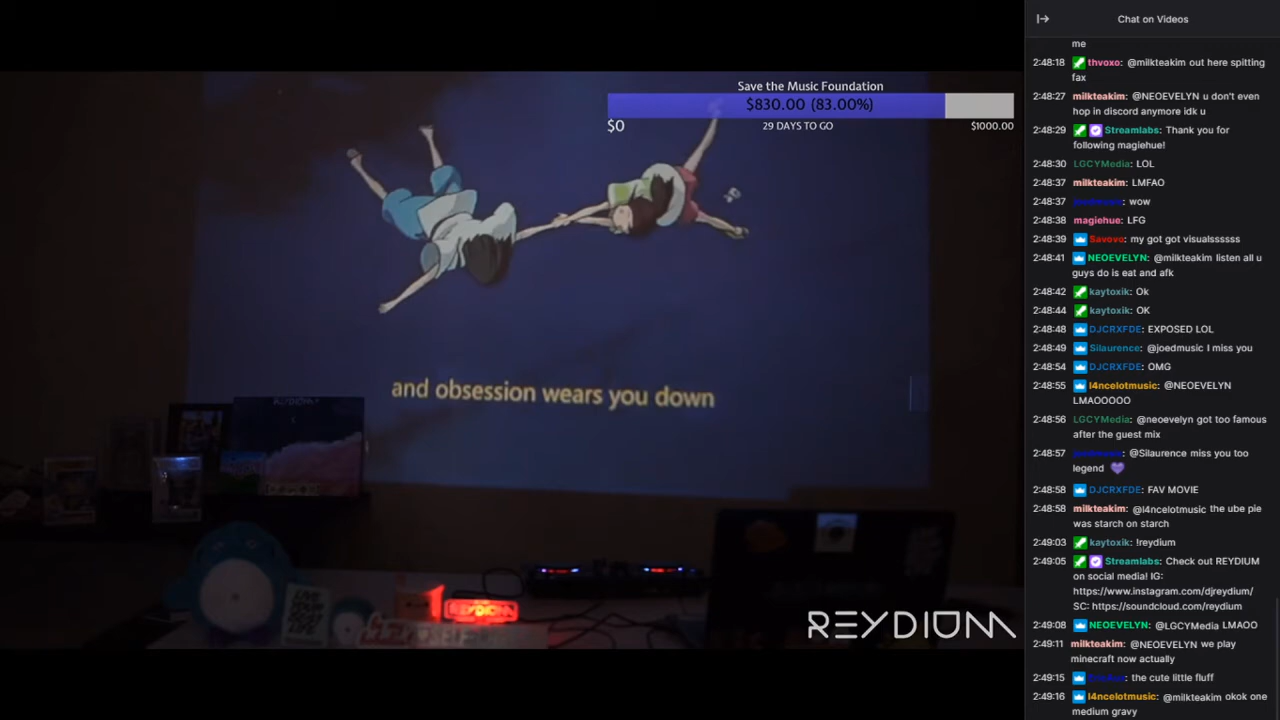 Save the Music Foundation
$830.00 (83.00%)
$0
29 DAYS TO GO
$1000.00
and obsession wears you down
REYDIUM
REYDIUM
Chat on Videos
me
2:48:18 thvoxo: @milkteakim out here spitting
fax
2:48:27 milkteakim: @NEOEVELYN u don't even
hop in discord anymore idk u
2:48:29 Streamlabs: Thank you for
following magiehue!
2:48:30 LGCYMedia: LOL
2:48:37 milkteakim: LMFAO
2:48:37 joedmusic: wow
2:48:38 magiehue: LFG
2:48:39 Savovo: my got got visualssssss
2:48:41 NEOEVELYN: @milkteakim listen all u
guys do is eat and afk
2:48:42 kaytoxik: Ok
2:48:44 kaytoxik: OK
2:48:48 DJCRXFDE: EXPOSED LOL
2:48:49 Silaurence: @joedmusic I miss you
2:48:54 DJCRXFDE: OMG
2:48:55 l4ncelotmusic: @NEOEVELYN
LMAOOOOO
2:48:56 LGCYMedia: @neoevelyn got too famous
after the guest mix
2:48:57 joedmusic: @Silaurence miss you too
legend 💜
2:48:58 DJCRXFDE: FAV MOVIE
2:48:58 milkteakim: @l4ncelotmusic the ube pie
was starch on starch
2:49:03 kaytoxik: !reydium
2:49:05 Streamlabs: Check out REYDIUM
on social media! IG:
https://www.instagram.com/djreydium/
SC: https://soundcloud.com/reydium
2:49:08 NEOEVELYN: @LGCYMedia LMAOO
2:49:11 milkteakim: @NEOEVELYN we play
minecraft now actually
2:49:15 : the cute little fluff
2:49:16 l4ncelotmusic: @milkteakim okok one
medium gravy